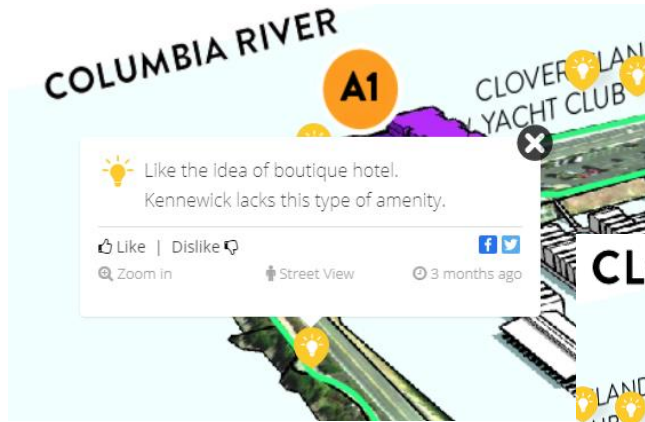 COLUMBIA RIVER
A1
CLOVER
YACHT CLUB
Like the idea of boutique hotel.
Kennewick lacks this type of amenity.
Like | Dislike
Zoom in
Street View
3 months ago